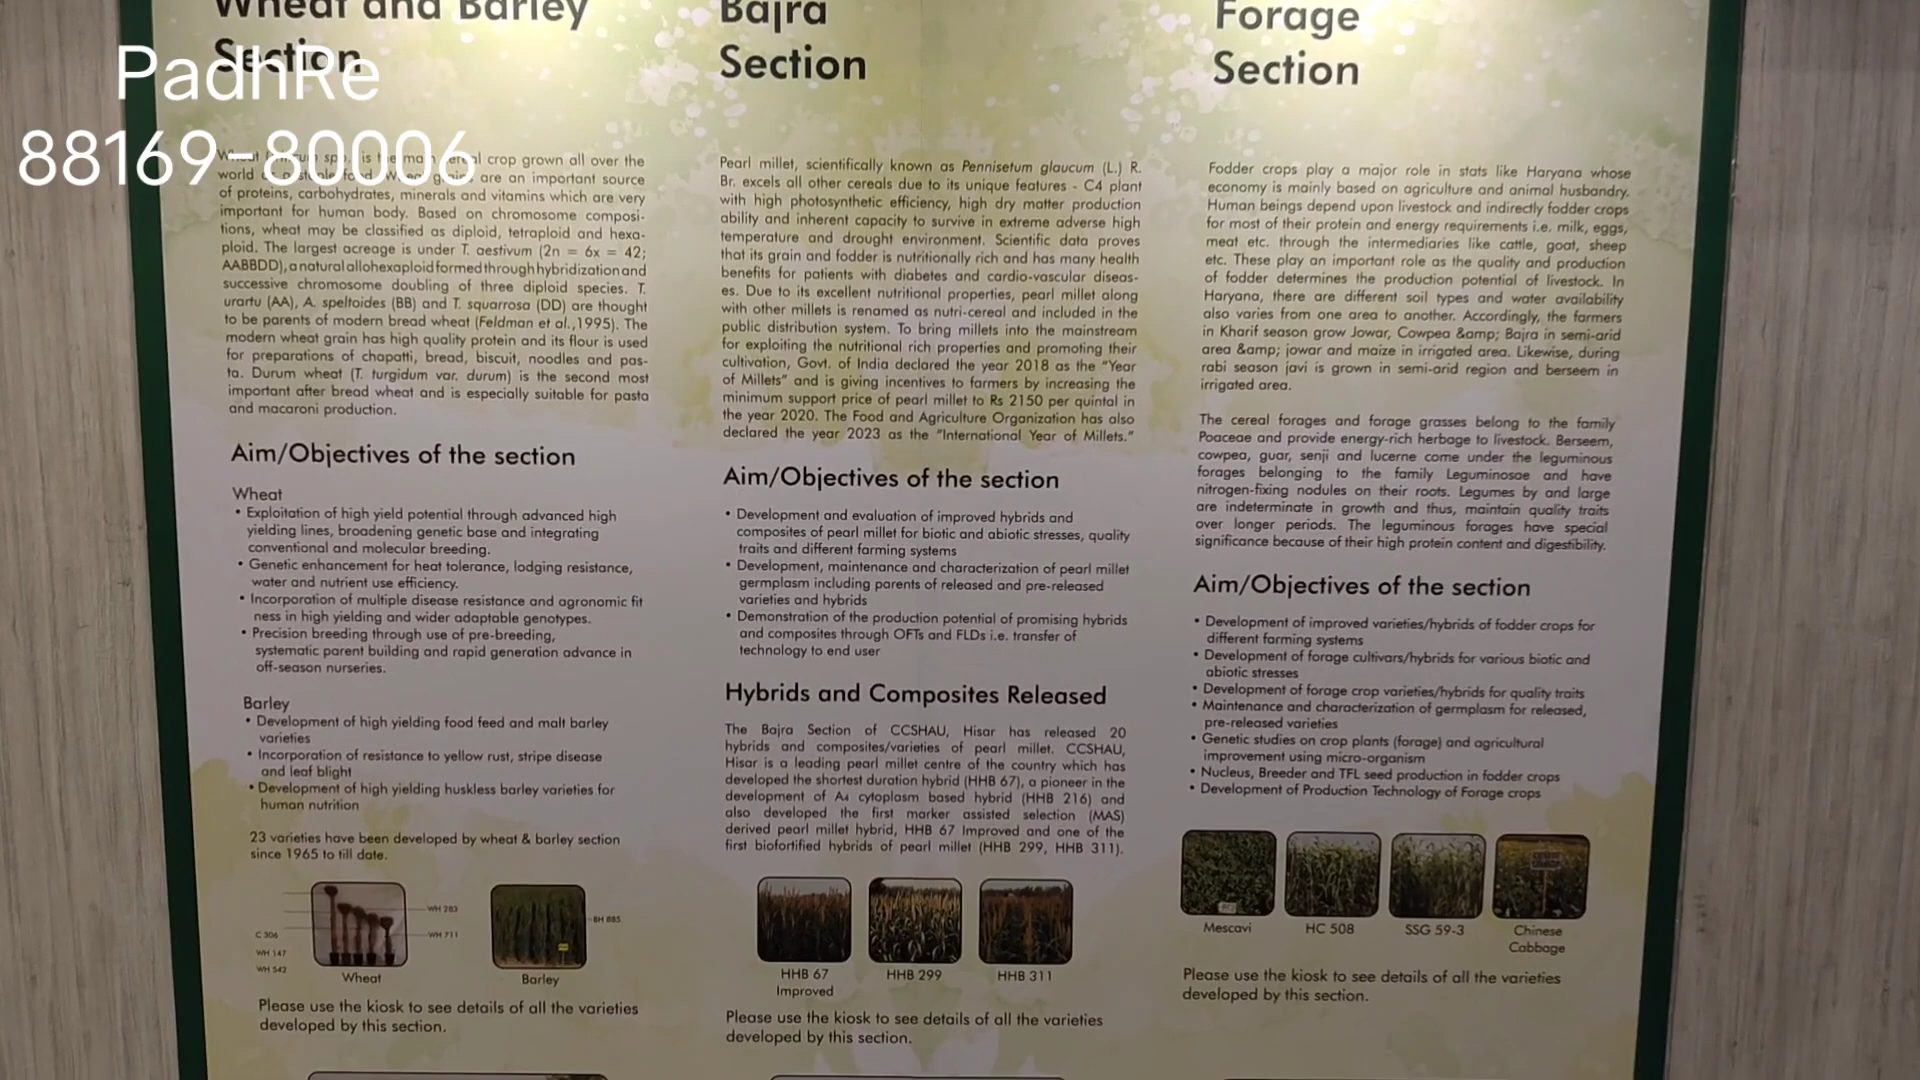 PadhRe
88169-80006
Wheat and Barley
Section
Wheat spp. is the main cereal crop grown all over the
world are an important source
of proteins, carbohydrates, minerals and vitamins which are very
important for human body. Based on chromosome composi-
tions, wheat may be classified as diploid, tetraploid and hexa-
ploid. The largest acreage is under T. aestivum (2n = 6x = 42;
AABBDD), a natural allohexaploid formed through hybridization and
successive chromosome doubling of three diploid species. T.
urartu (AA), A. speltoides (BB) and T. squarrosa (DD) are thought
to be parents of modern bread wheat (Feldman et al.,1995). The
modern wheat grain has high quality protein and its flour is used
for preparations of chapatti, bread, biscuit, noodles and pas-
ta. Durum wheat (T. turgidum var. durum) is the second most
important after bread wheat and is especially suitable for pasta
and macaroni production.
Aim/Objectives of the section
Wheat
• Exploitation of high yield potential through advanced high
yielding lines, broadening genetic base and integrating
conventional and molecular breeding.
• Genetic enhancement for heat tolerance, lodging resistance,
water and nutrient use efficiency.
• Incorporation of multiple disease resistance and agronomic fit
ness in high yielding and wider adaptable genotypes.
• Precision breeding through use of pre-breeding,
systematic parent building and rapid generation advance in
off-season nurseries.
Barley
• Development of high yielding food feed and malt barley
varieties
• Incorporation of resistance to yellow rust, stripe disease
and leaf blight
• Development of high yielding huskless barley varieties for
human nutrition
23 varieties have been developed by wheat & barley section
since 1965 to till date.
WH 283
C 306
WH 711
WH 147
WH 542
Wheat
BH 885
Barley
Please use the kiosk to see details of all the varieties
developed by this section.
Bajra
Section
Pearl millet, scientifically known as Pennisetum glaucum (L.) R.
Br. excels all other cereals due to its unique features - C4 plant
with high photosynthetic efficiency, high dry matter production
ability and inherent capacity to survive in extreme adverse high
temperature and drought environment. Scientific data proves
that its grain and fodder is nutritionally rich and has many health
benefits for patients with diabetes and cardio-vascular diseas-
es. Due to its excellent nutritional properties, pearl millet along
with other millets is renamed as nutri-cereal and included in the
public distribution system. To bring millets into the mainstream
for exploiting the nutritional rich properties and promoting their
cultivation, Govt. of India declared the year 2018 as the "Year
of Millets" and is giving incentives to farmers by increasing the
minimum support price of pearl millet to Rs 2150 per quintal in
the year 2020. The Food and Agriculture Organization has also
declared the year 2023 as the "International Year of Millets."
Aim/Objectives of the section
• Development and evaluation of improved hybrids and
composites of pearl millet for biotic and abiotic stresses, quality
traits and different farming systems
• Development, maintenance and characterization of pearl millet
germplasm including parents of released and pre-released
varieties and hybrids
• Demonstration of the production potential of promising hybrids
and composites through OFTs and FLDs i.e. transfer of
technology to end user
Hybrids and Composites Released
The Bajra Section of CCSHAU, Hisar has released 20
hybrids and composites/varieties of pearl millet. CCSHAU,
Hisar is a leading pearl millet centre of the country which has
developed the shortest duration hybrid (HHB 67), a pioneer in the
development of A4 cytoplasm based hybrid (HHB 216) and
also developed the first marker assisted selection (MAS)
derived pearl millet hybrid, HHB 67 Improved and one of the
first biofortified hybrids of pearl millet (HHB 299, HHB 311).
HHB 67
Improved
HHB 299
HHB 311
Please use the kiosk to see details of all the varieties
developed by this section.
Forage
Section
Fodder crops play a major role in stats like Haryana whose
economy is mainly based on agriculture and animal husbandry.
Human beings depend upon livestock and indirectly fodder crops
for most of their protein and energy requirements i.e. milk, eggs,
meat etc. through the intermediaries like cattle, goat, sheep
etc. These play an important role as the quality and production
of fodder determines the production potential of livestock. In
Haryana, there are different soil types and water availability
also varies from one area to another. Accordingly, the farmers
in Kharif season grow Jowar, Cowpea &amp; Bajra in semi-arid
area &amp; jowar and maize in irrigated area. Likewise, during
rabi season javi is grown in semi-arid region and berseem in
irrigated area.
The cereal forages and forage grasses belong to the family
Poaceae and provide energy-rich herbage to livestock. Berseem,
cowpea, guar, senji and lucerne come under the leguminous
forages belonging to the family Leguminosae and have
nitrogen-fixing nodules on their roots. Legumes by and large
are indeterminate in growth and thus, maintain quality traits
over longer periods. The leguminous forages have special
significance because of their high protein content and digestibility.
Aim/Objectives of the section
• Development of improved varieties/hybrids of fodder crops for
different farming systems
• Development of forage cultivars/hybrids for various biotic and
abiotic stresses
• Development of forage crop varieties/hybrids for quality traits
• Maintenance and characterization of germplasm for released,
pre-released varieties
• Genetic studies on crop plants (forage) and agricultural
improvement using micro-organism
• Nucleus, Breeder and TFL seed production in fodder crops
• Development of Production Technology of Forage crops
Mescavi
HC 508
SSG 59-3
Chinese
Cabbage
Please use the kiosk to see details of all the varieties
developed by this section.